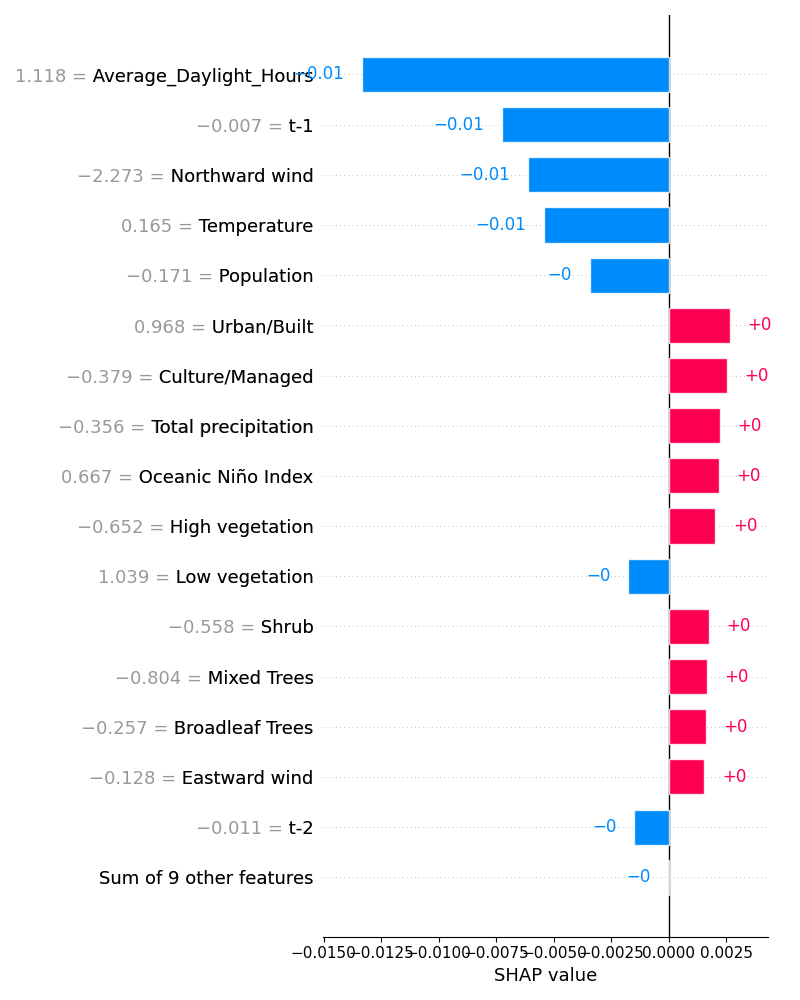 1.118 = Average_Daylight_Hours −0.01
−0.007 = t-1 −0.01
−2.273 = Northward wind −0.01
0.165 = Temperature −0.01
−0.171 = Population −0
0.968 = Urban/Built +0
−0.379 = Culture/Managed +0
−0.356 = Total precipitation +0
0.667 = Oceanic Niño Index +0
−0.652 = High vegetation +0
1.039 = Low vegetation −0
−0.558 = Shrub +0
−0.804 = Mixed Trees +0
−0.257 = Broadleaf Trees +0
−0.128 = Eastward wind +0
−0.011 = t-2 −0
Sum of 9 other features −0
−0.0150 −0.0125 −0.0100 −0.0075 −0.0050 −0.0025 0.0000 0.0025
SHAP value